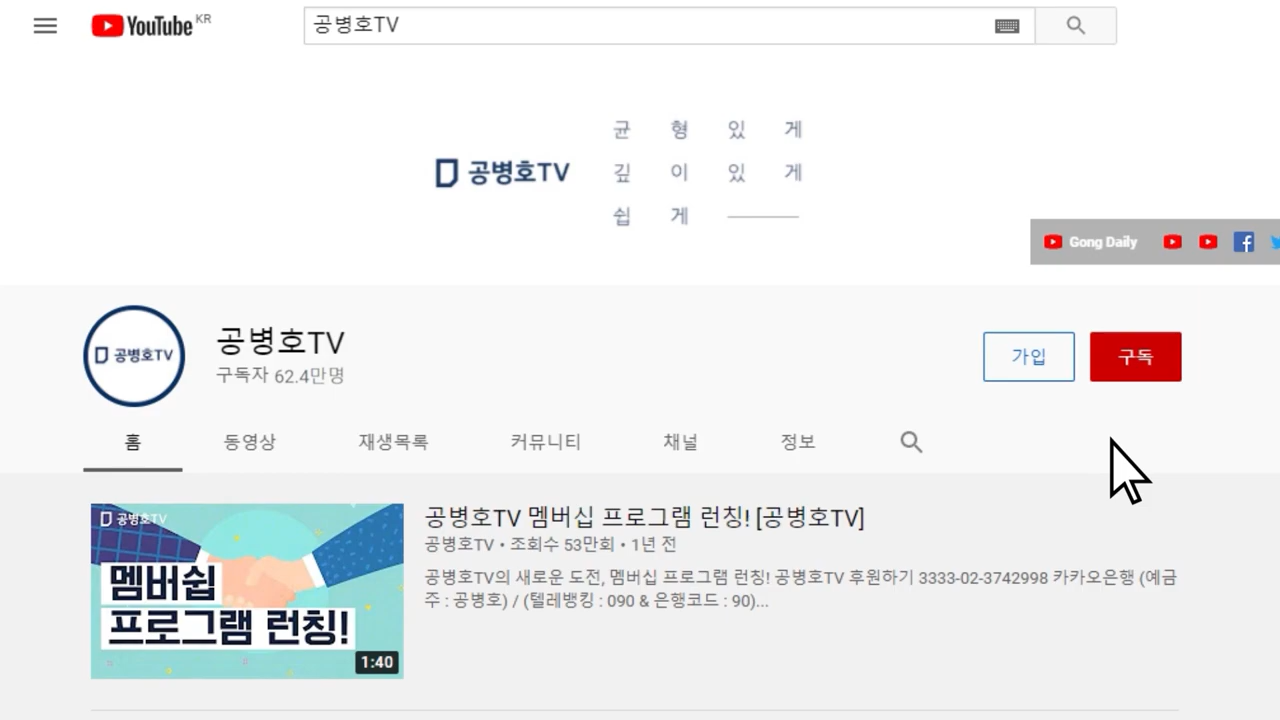 YouTube KR
공병호TV
균형있게
공병호TV
깊이있게
쉽게
Gong Daily
공병호TV
공병호TV
구독자 62.4만명
가입
구독
홈
동영상
재생목록
커뮤니티
채널
정보
공병호TV
멤버쉽
프로그램 런칭!
1:40
공병호TV 멤버십 프로그램 런칭! [공병호TV]
공병호TV • 조회수 53만회 • 1년 전
공병호TV의 새로운 도전, 멤버십 프로그램 런칭! 공병호TV 후원하기 3333-02-3742998 카카오은행 (예금
주 : 공병호) / (텔레뱅킹 : 090 & 은행코드 : 90)...